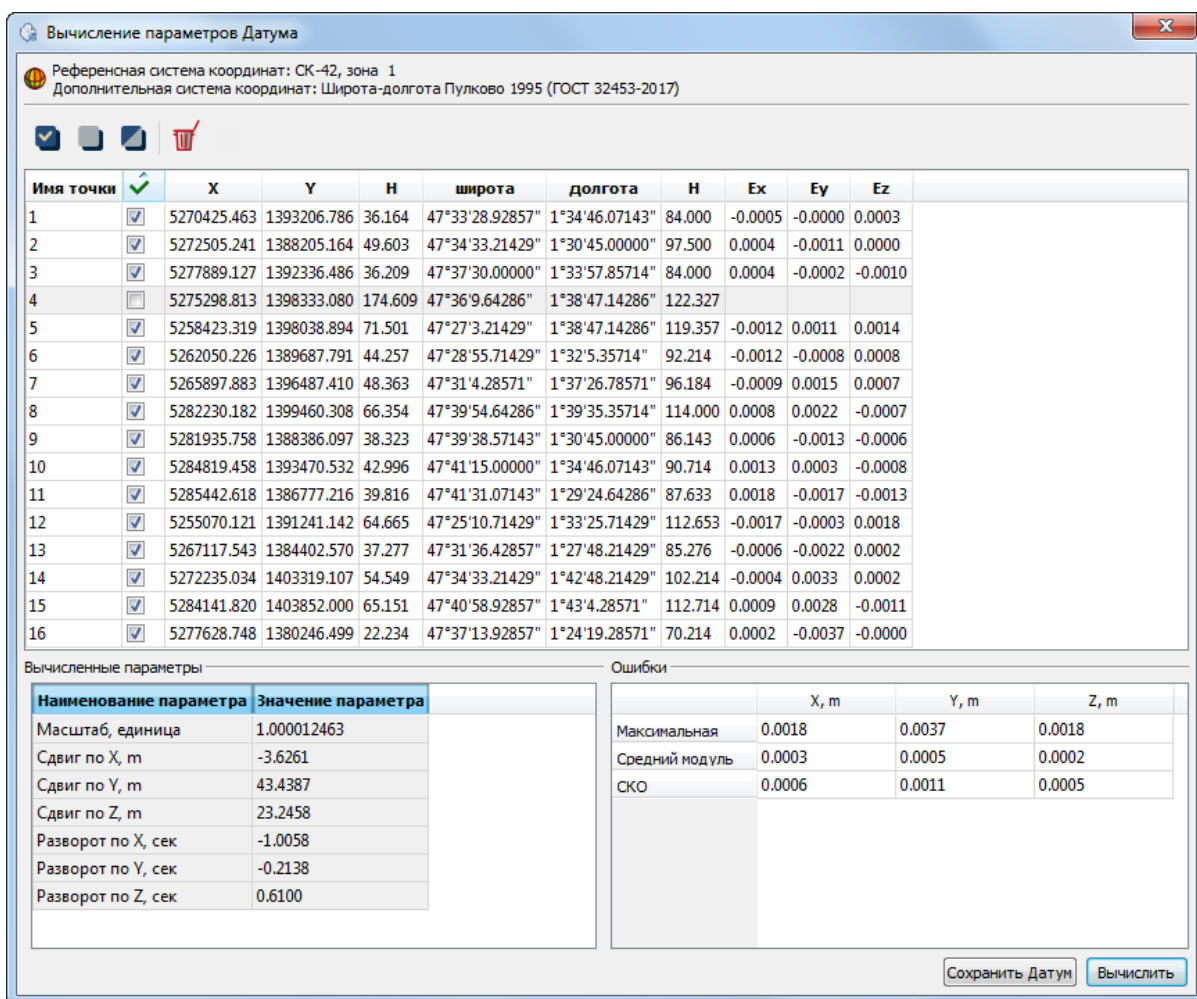 Вычисление параметров Датума
Референсная система координат: СК-42, зона 1
Дополнительная система координат: Широта-долгота Пулково 1995 (ГОСТ 32453-2017)
Имя точки X Y H широта долгота H Ex Ey Ez
1 5270425.463 1393206.786 36.164 47°33'28.92857" 1°34'46.07143" 84.000 -0.0005 -0.0000 0.0003
2 5272505.241 1388205.164 49.603 47°34'33.21429" 1°30'45.00000" 97.500 0.0004 -0.0011 0.0000
3 5277889.127 1392336.486 36.209 47°37'30.00000" 1°33'57.85714" 84.000 0.0004 -0.0002 -0.0010
4 5275298.813 1398333.080 174.609 47°36'9.64286" 1°38'47.14286" 122.327
5 5258423.319 1398038.894 71.501 47°27'3.21429" 1°38'47.14286" 119.357 -0.0012 0.0011 0.0014
6 5262050.226 1389687.791 44.257 47°28'55.71429" 1°32'5.35714" 92.214 -0.0012 -0.0008 0.0008
7 5265897.883 1396487.410 48.363 47°31'4.28571" 1°37'26.78571" 96.184 -0.0009 0.0015 0.0007
8 5282230.182 1399460.308 66.354 47°39'54.64286" 1°39'35.35714" 114.000 0.0008 0.0022 -0.0007
9 5281935.758 1388386.097 38.323 47°39'38.57143" 1°30'45.00000" 86.143 0.0006 -0.0013 -0.0006
10 5284819.458 1393470.532 42.996 47°41'15.00000" 1°34'46.07143" 90.714 0.0013 0.0003 -0.0008
11 5285442.618 1386777.216 39.816 47°41'31.07143" 1°29'24.64286" 87.633 0.0018 -0.0017 -0.0013
12 5255070.121 1391241.142 64.665 47°25'10.71429" 1°33'25.71429" 112.653 -0.0017 -0.0003 0.0018
13 5267117.543 1384402.570 37.277 47°31'36.42857" 1°27'48.21429" 85.276 -0.0006 -0.0022 0.0002
14 5272235.034 1403319.107 54.549 47°34'33.21429" 1°42'48.21429" 102.214 -0.0004 0.0033 0.0002
15 5284141.820 1403852.000 65.151 47°40'58.92857" 1°43'4.28571" 112.714 0.0009 0.0028 -0.0011
16 5277628.748 1380246.499 22.234 47°37'13.92857" 1°24'19.28571" 70.214 0.0002 -0.0037 -0.0000
Вычисленные параметры
Наименование параметра Значение параметра
Масштаб, единица 1.000012463
Сдвиг по X, m -3.6261
Сдвиг по Y, m 43.4387
Сдвиг по Z, m 23.2458
Разворот по X, сек -1.0058
Разворот по Y, сек -0.2138
Разворот по Z, сек 0.6100
Ошибки
X, m Y, m Z, m
Максимальная 0.0018 0.0037 0.0018
Средний модуль 0.0003 0.0005 0.0002
СКО 0.0006 0.0011 0.0005
Сохранить Датум Вычислить